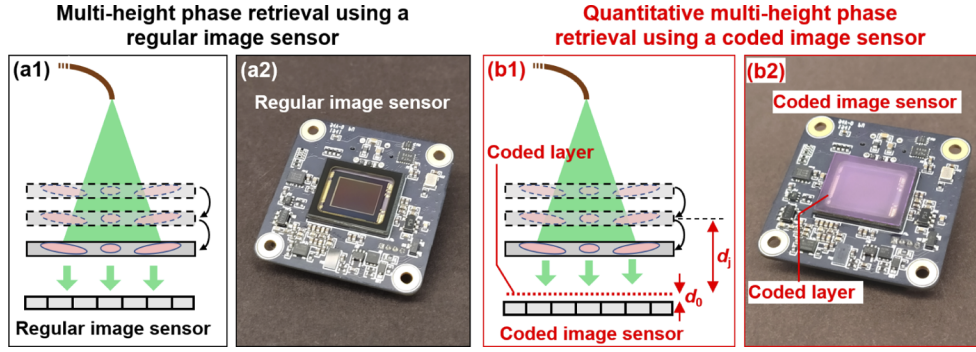 Multi-height phase retrieval using a
regular image sensor
Quantitative multi-height phase
retrieval using a coded image sensor
(a1)
Regular image sensor
(a2)
Regular image sensor
(b1)
Coded layer
dj
d0
Coded image sensor
(b2)
Coded image sensor
Coded layer